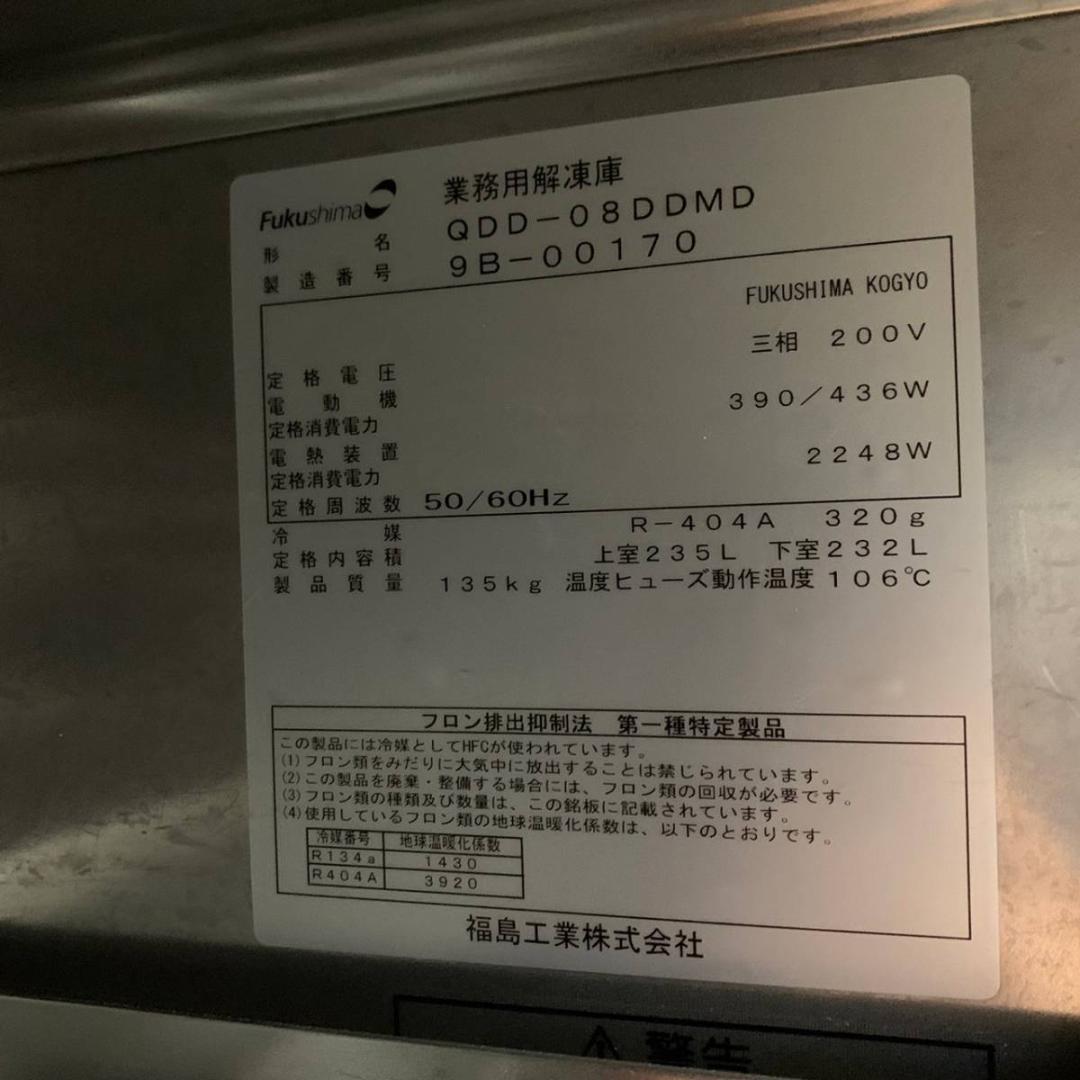 Fukushima
業務用解凍庫
形名 QDD-08DDMD
製造番号 9B-00170
FUKUSHIMA KOGYO
定格電圧 三相 200V
電動機
定格消費電力 390/436W
電熱装置
定格消費電力 2248W
定格周波数 50/60Hz
冷媒 R-404A 320g
定格内容積 上室235L 下室232L
製品質量 135kg 温度ヒューズ動作温度 106℃
フロン排出抑制法 第一種特定製品
この製品には冷媒としてHFCが使われています。
(1)フロン類をみだりに大気中に放出することは禁じられています。
(2)この製品を廃棄・整備する場合には、フロン類の回収が必要です。
(3)フロン類の種類及び数量は、この銘板に記載されています。
(4)使用しているフロン類の地球温暖化係数は、以下のとおりです。
冷媒番号 地球温暖化係数
R134a 1430
R404A 3920
福島工業株式会社
警告